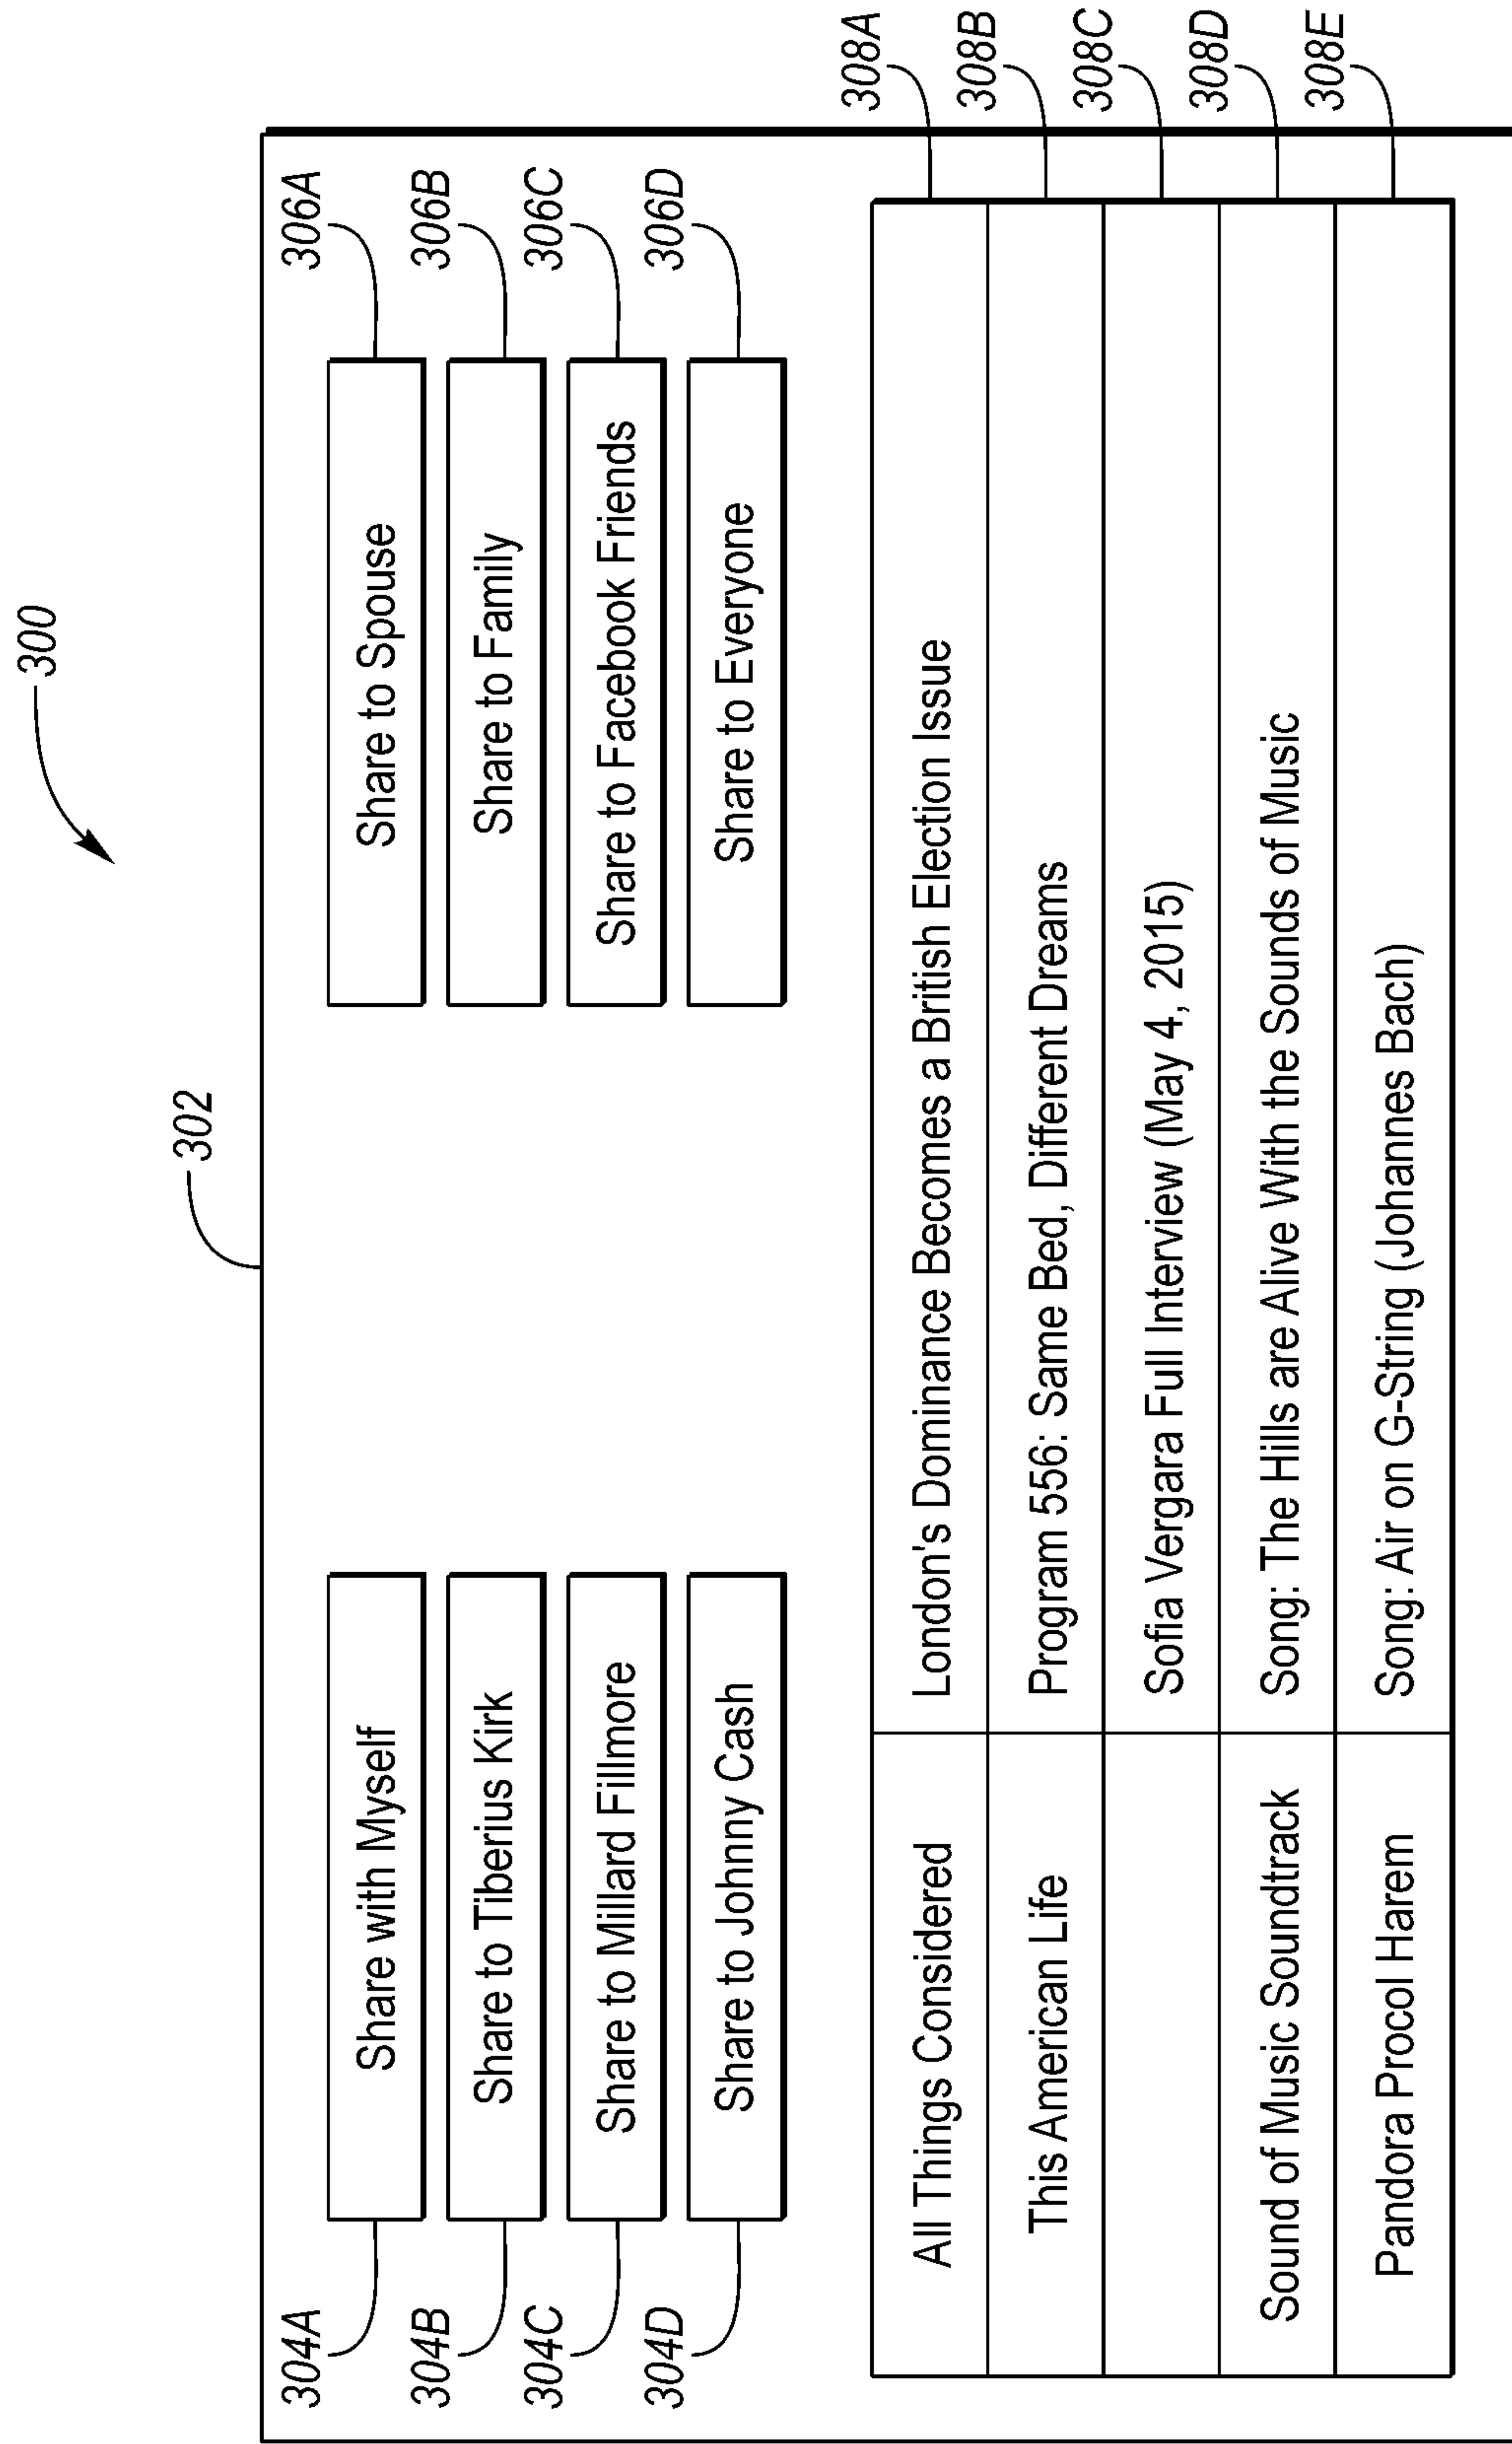 300
302
304A
Share with Myself
Share to Spouse
306A
304B
Share to Tiberius Kirk
Share to Family
306B
304C
Share to Millard Fillmore
Share to Facebook Friends
306C
304D
Share to Johnny Cash
Share to Everyone
306D
All Things Considered
London's Dominance Becomes a British Election Issue
308A
This American Life
Program 556: Same Bed, Different Dreams
308B
Sofia Vergara Full Interview (May 4, 2015)
308C
Sound of Music Soundtrack
Song: The Hills are Alive With the Sounds of Music
308D
Pandora Procol Harem
Song: Air on G-String (Johannes Bach)
308E